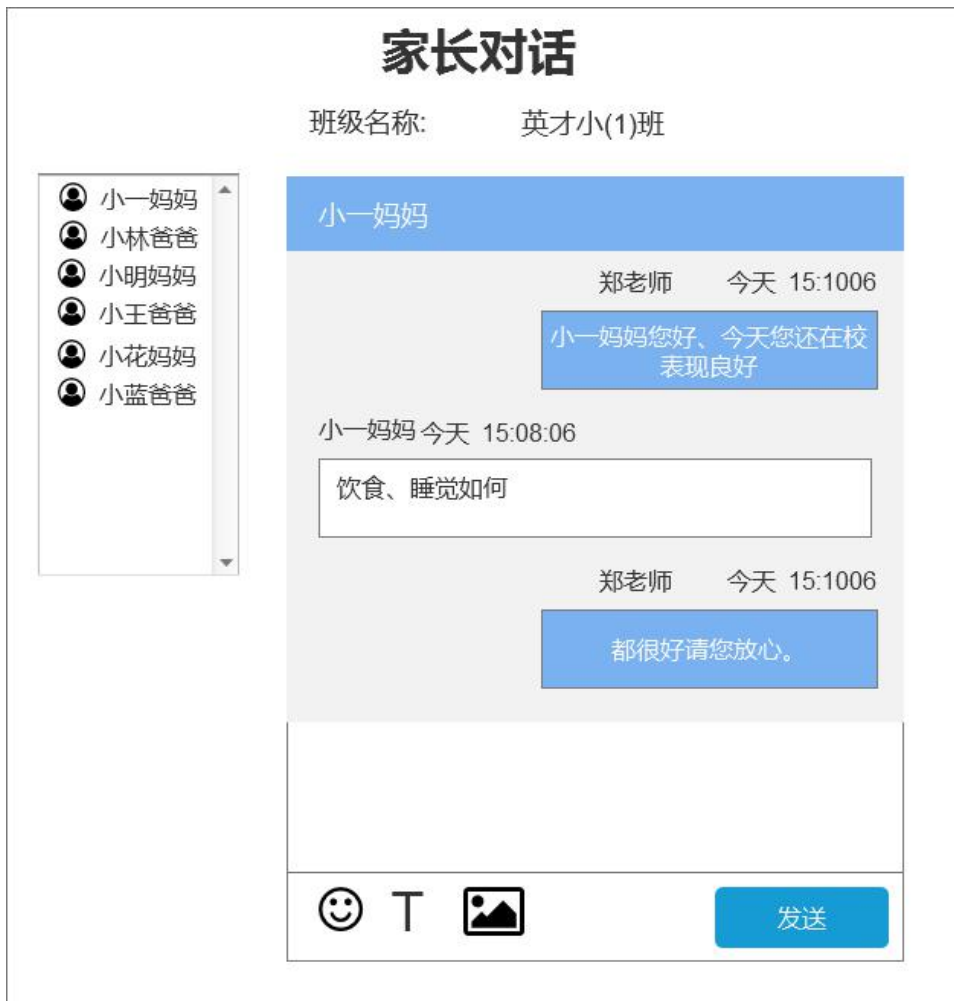 家长对话
班级名称: 英才小(1)班
小一妈妈
小林爸爸
小明妈妈
小王爸爸
小花妈妈
小蓝爸爸
小一妈妈
郑老师 今天 15:1006
小一妈妈您好、今天您还在校
表现良好
小一妈妈 今天 15:08:06
饮食、睡觉如何
郑老师 今天 15:1006
都很好请您放心。
T
发送